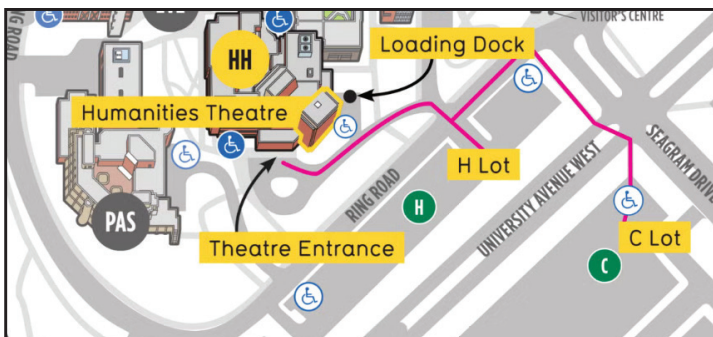 VISITOR'S CENTRE
Loading Dock
HH
Humanities Theatre
H Lot
RING ROAD
H
UNIVERSITY AVENUE WEST
SEAGRAM DRIVE
PAS
Theatre Entrance
C Lot
C